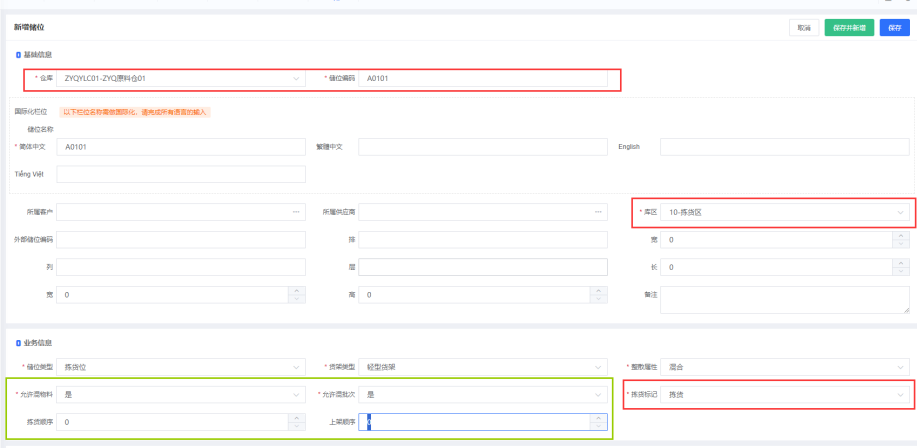 新增储位 取消 保存并新增 保存
基础信息
* 仓库 ZYQYLC01-ZYQ原料仓01 * 储位编码 A0101
国际化栏位 以下栏位名称需做国际化，请完成所有语言的输入
储位名称
* 简体中文 A0101 繁體中文 English
Tiếng Việt
所属客户 所属供应商 * 库区 10-拣货区
外部储位编码 排 宽 0
列 层 长 0
宽 0 高 0 备注
业务信息
* 储位类型 拣货位 * 货架类型 轻型货架 * 整散属性 混合
* 允许混物料 是 * 允许混批次 是 * 拣货标记 拣货
拣货顺序 0 上架顺序 0